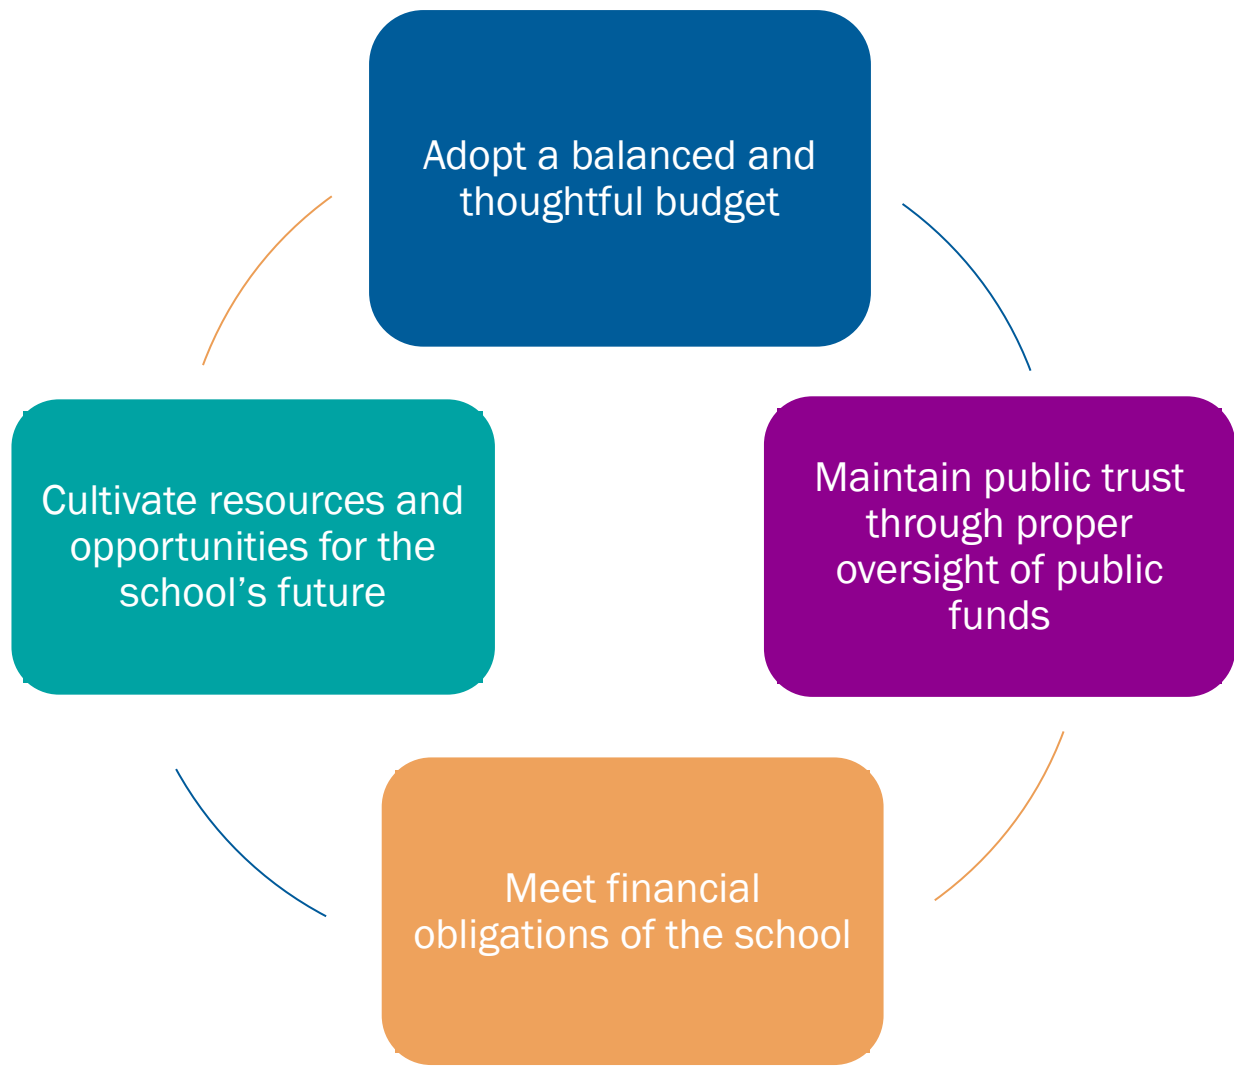 Adopt a balanced and
thoughtful budget
Maintain public trust
through proper
oversight of public
funds
Meet financial
obligations of the school
Cultivate resources and
opportunities for the
school’s future